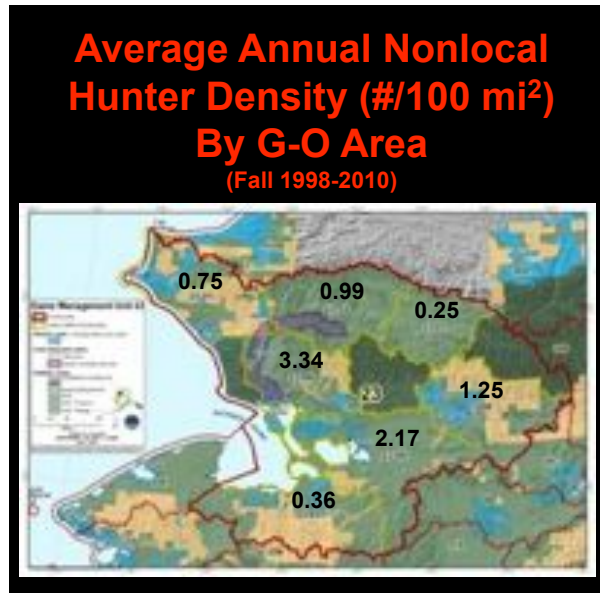 Average Annual Nonlocal
Hunter Density (#/100 mi²)
By G-O Area
(Fall 1998-2010)
0.75
0.99
0.25
3.34
23
1.25
2.17
0.36